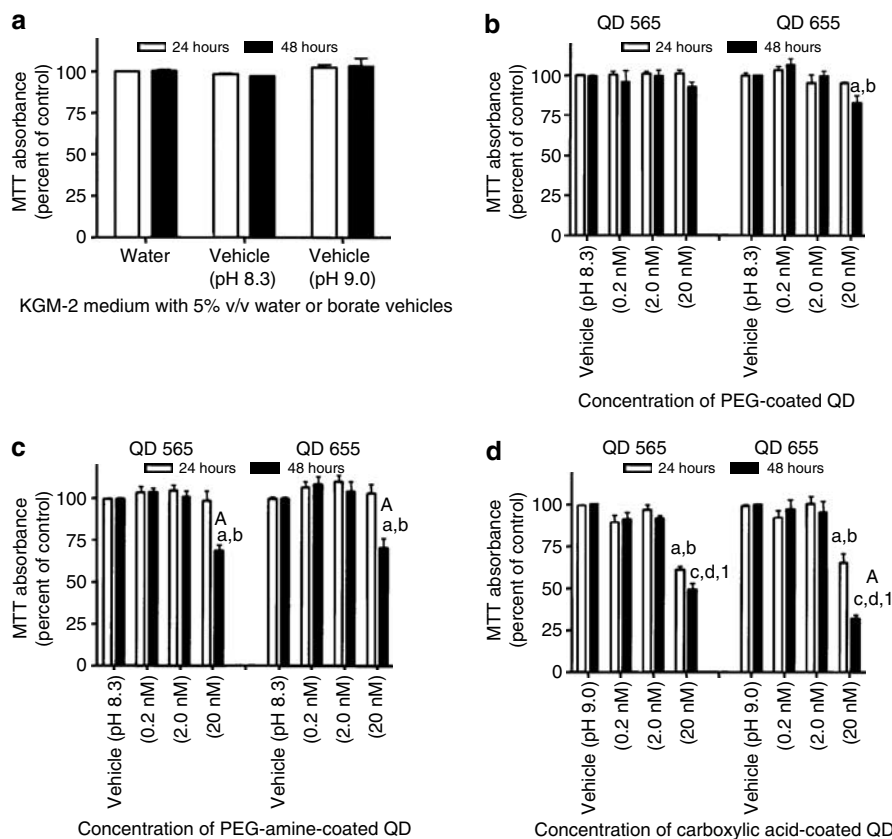 a
24 hours 48 hours
MTT absorbance
(percent of control)
100
75
50
25
0
Water
Vehicle
(pH 8.3)
Vehicle
(pH 9.0)
KGM-2 medium with 5% v/v water or borate vehicles
b
QD 565 QD 655
24 hours 48 hours
MTT absorbance
(percent of control)
100
75
50
25
0
a,b
Vehicle (pH 8.3)
(0.2 nM)
(2.0 nM)
(20 nM)
Vehicle (pH 8.3)
(0.2 nM)
(2.0 nM)
(20 nM)
Concentration of PEG-coated QD
c
QD 565 QD 655
24 hours 48 hours
MTT absorbance
(percent of control)
100
75
50
25
0
A
a,b
A
a,b
Vehicle (pH 8.3)
(0.2 nM)
(2.0 nM)
(20 nM)
Vehicle (pH 8.3)
(0.2 nM)
(2.0 nM)
(20 nM)
Concentration of PEG-amine-coated QD
d
QD 565 QD 655
24 hours 48 hours
MTT absorbance
(percent of control)
100
75
50
25
0
a,b
c,d,1
a,b
A
c,d,1
Vehicle (pH 9.0)
(0.2 nM)
(2.0 nM)
(20 nM)
Vehicle (pH 9.0)
(0.2 nM)
(2.0 nM)
(20 nM)
Concentration of carboxylic acid-coated QD